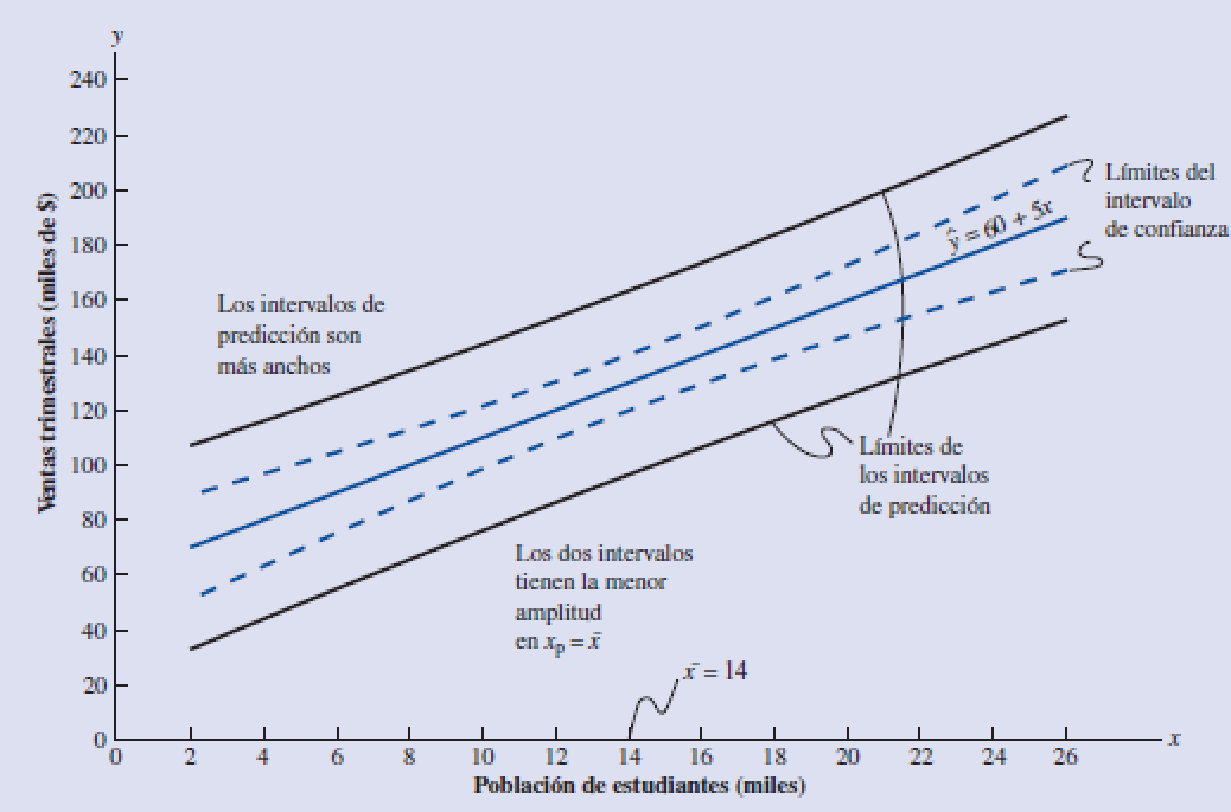 y
240
220
200
180
160
140
120
100
80
60
40
20
0
Ventas trimestrales (miles de $)
Límites del
intervalo
de confianza
ŷ = 60 + 5x
Los intervalos de
predicción son
más anchos
Límites de
los intervalos
de predicción
Los dos intervalos
tienen la menor
amplitud
en xₚ = x̄
x̄ = 14
0 2 4 6 8 10 12 14 16 18 20 22 24 26
x
Población de estudiantes (miles)